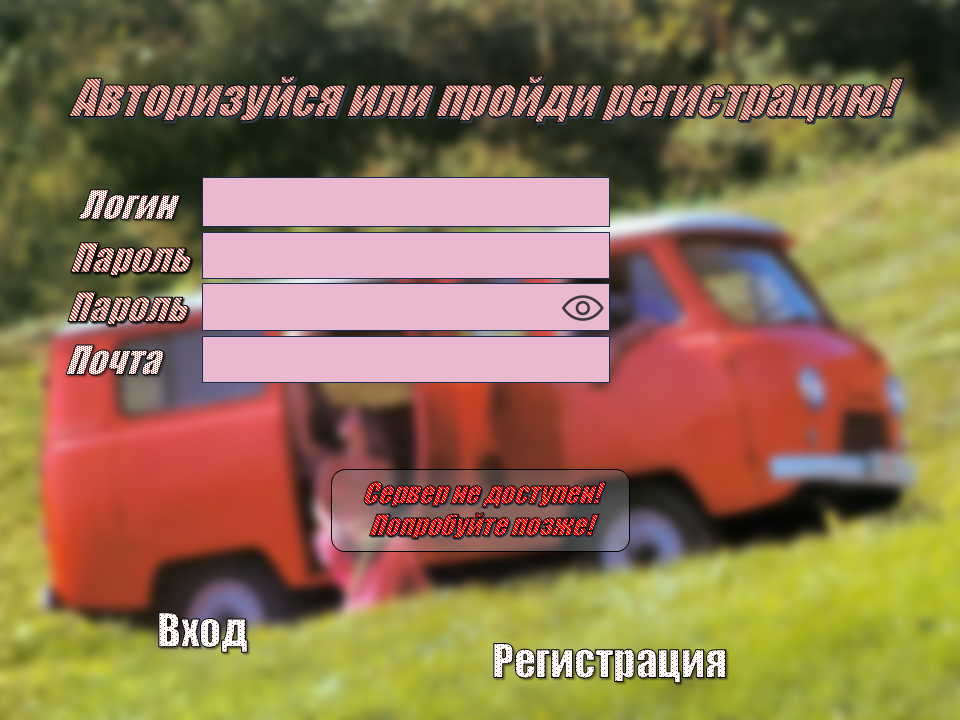 Авторизуйся или пройди регистрацию!
Логин
Пароль
Пароль
Почта
Сервер не доступен!
Попробуйте позже!
Вход
Регистрация